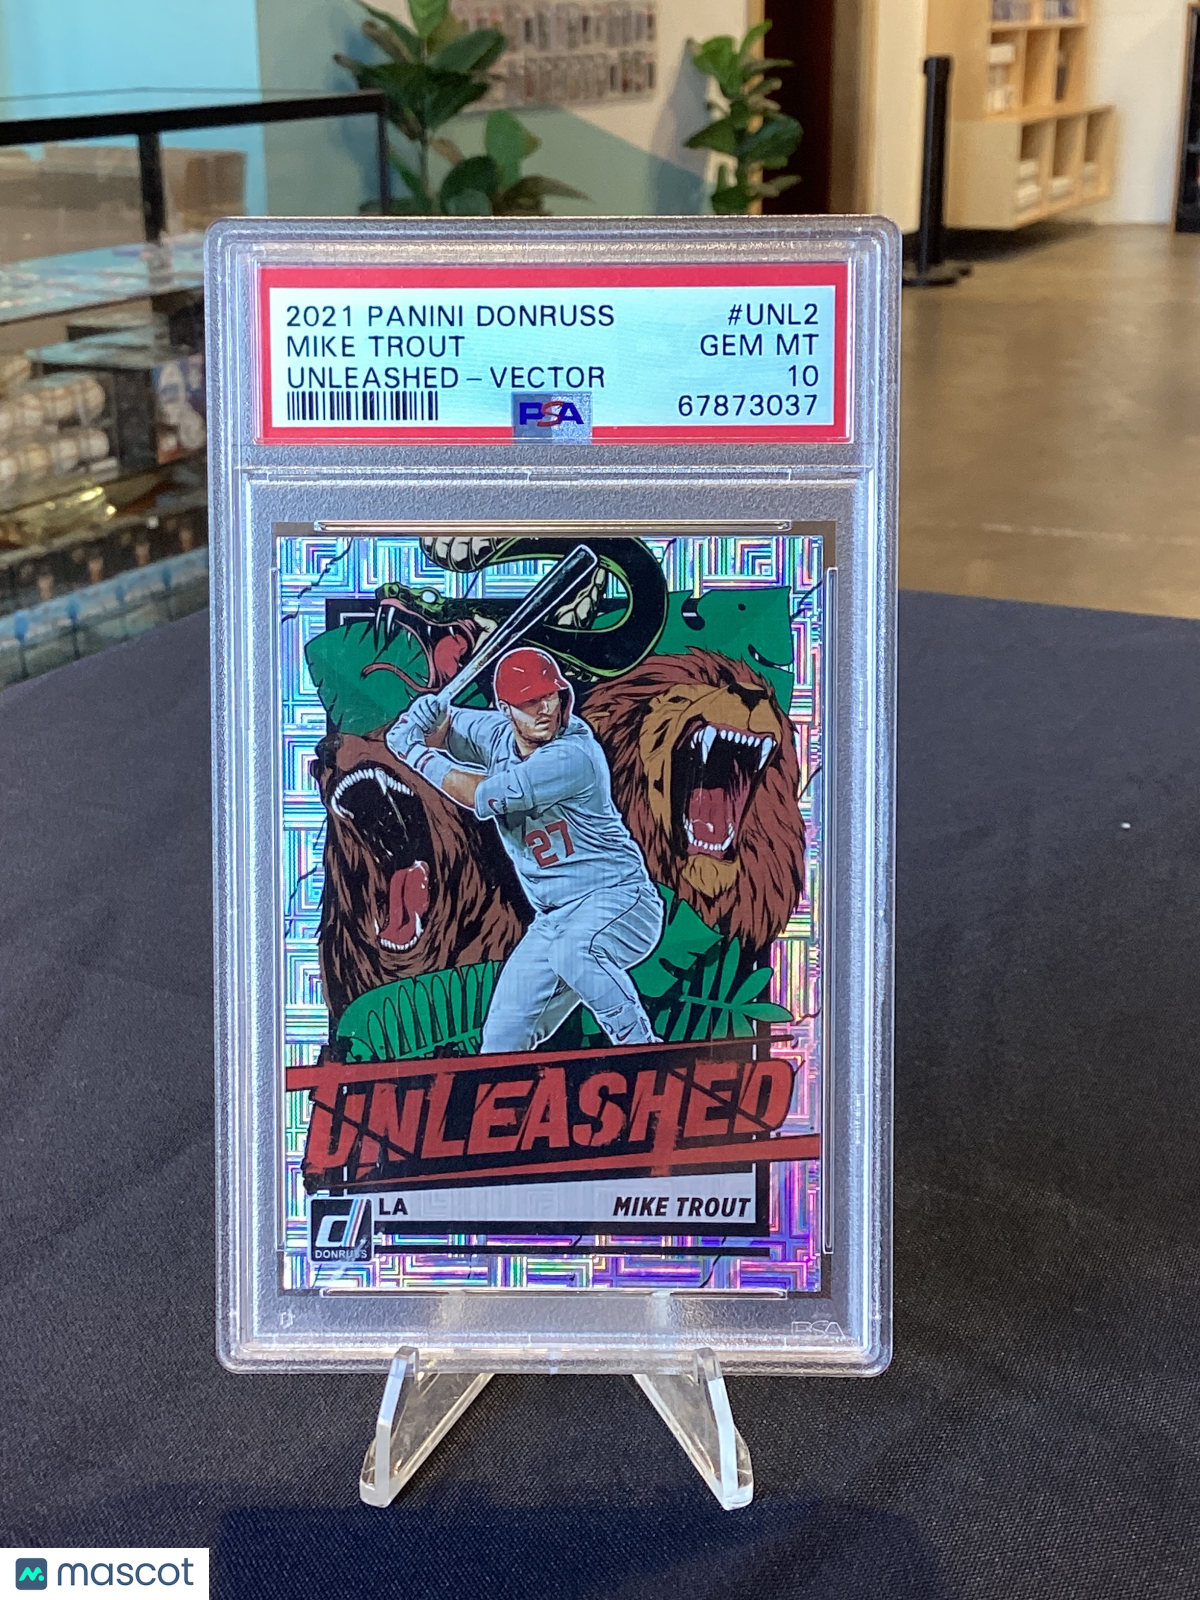 2021 PANINI DONRUSS #UNL2
MIKE TROUT GEM MT
UNLEASHED - VECTOR 10
PSA 67873037
27
UNLEASHED
LA MIKE TROUT
d
DONRUSS
PSA
mascot